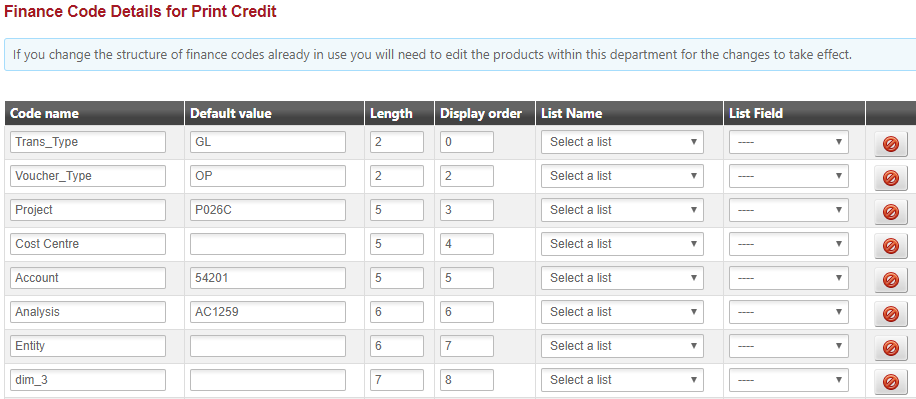 Finance Code Details for Print Credit
If you change the structure of finance codes already in use you will need to edit the products within this department for the changes to take effect.
Code name Default value Length Display order List Name List Field
Trans_Type GL 2 0 Select a list ----
Voucher_Type OP 2 2 Select a list ----
Project P026C 5 3 Select a list ----
Cost Centre 5 4 Select a list ----
Account 54201 5 5 Select a list ----
Analysis AC1259 6 6 Select a list ----
Entity 6 7 Select a list ----
dim_3 7 8 Select a list ----